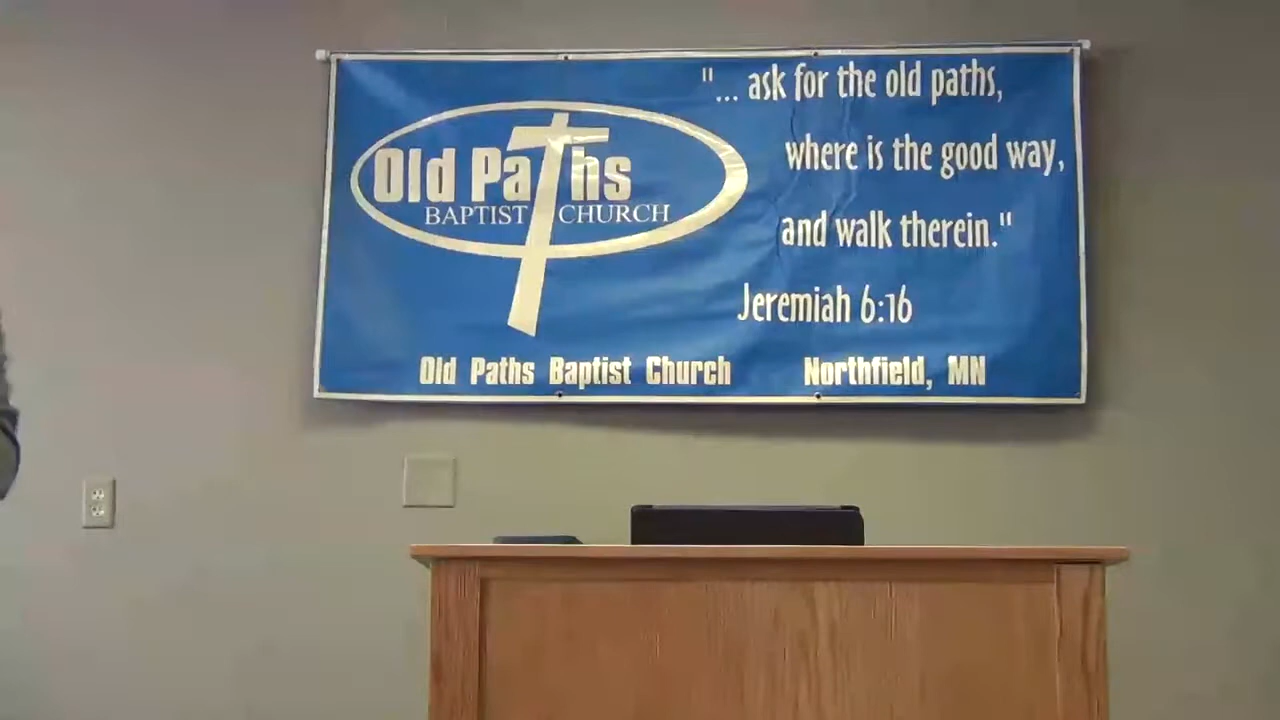 Old Paths
BAPTIST CHURCH
"... ask for the old paths,
where is the good way,
and walk therein."
Jeremiah 6:16
Old Paths Baptist Church Northfield, MN